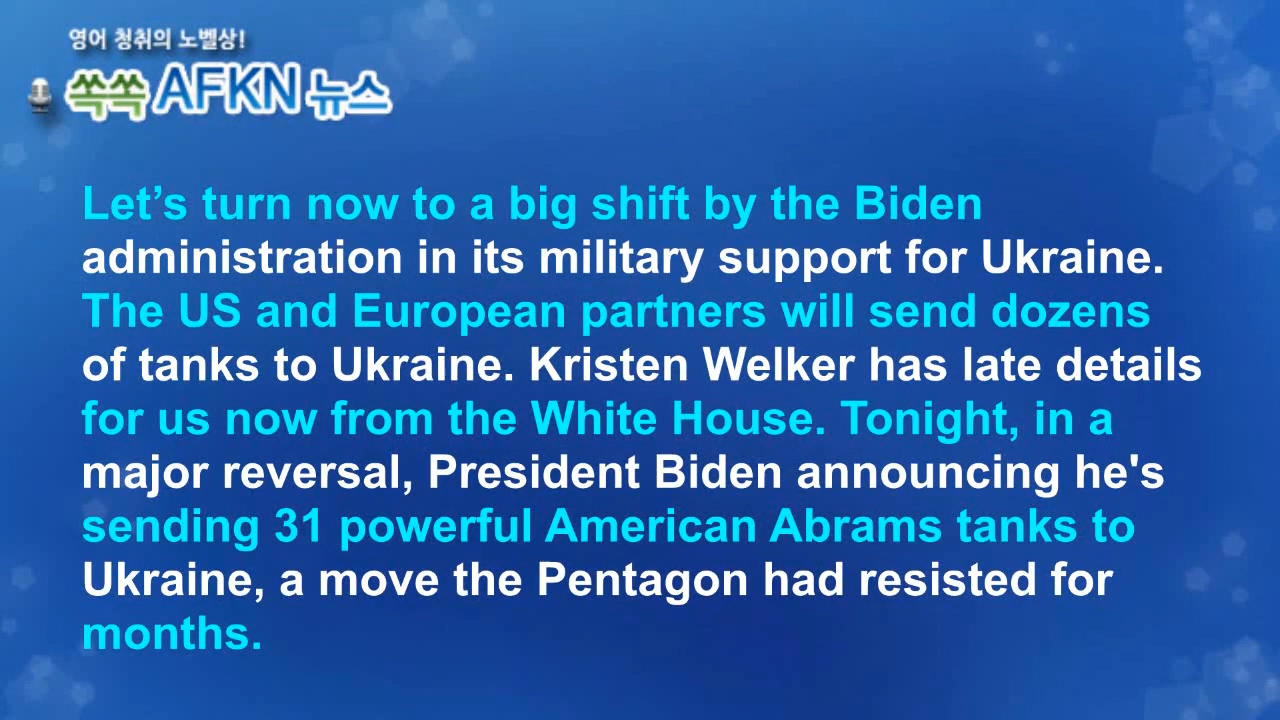 영어 청취의 노벨상!
쏙쏙 AFKN 뉴스
Let’s turn now to a big shift by the Biden
administration in its military support for Ukraine.
The US and European partners will send dozens
of tanks to Ukraine. Kristen Welker has late details
for us now from the White House. Tonight, in a
major reversal, President Biden announcing he's
sending 31 powerful American Abrams tanks to
Ukraine, a move the Pentagon had resisted for
months.